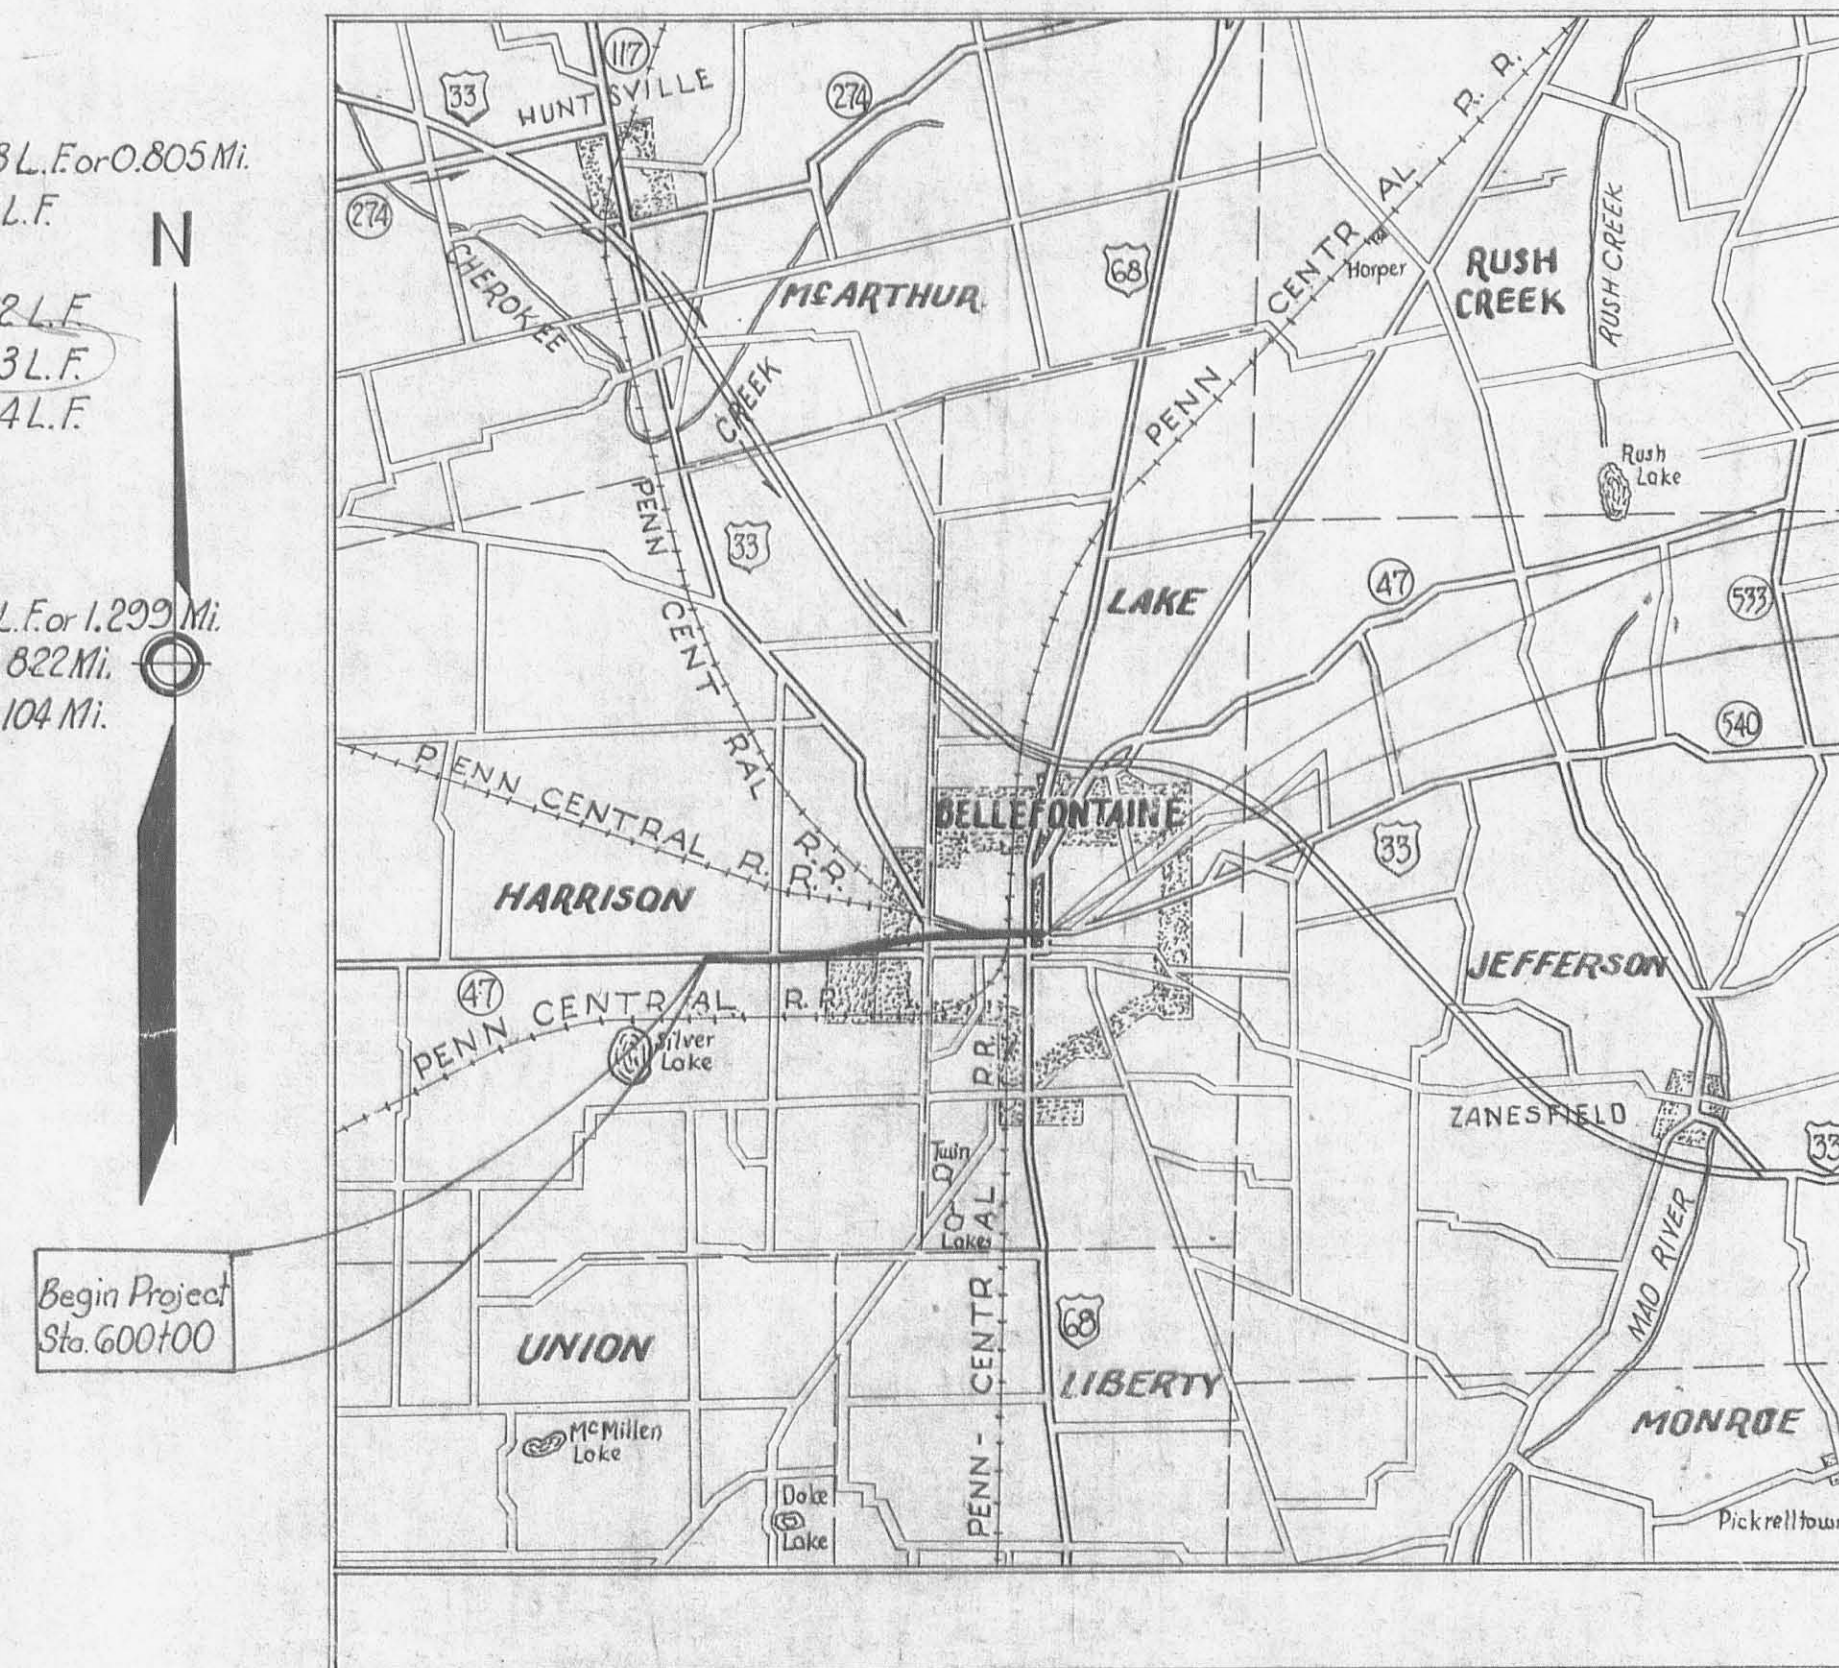 8 L.F. or 0.805 Mi.
L.F.
2 L.F.
3 L.F.
4 L.F.
L.F. or 1.299 Mi.
822 Mi.
104 Mi.
N
Begin Project
Sta. 600+00
117
33
HUNTSVILLE
274
274
CHEROKEE
CREEK
McARTHUR
68
PENN CENTRAL R. R.
Horper
RUSH
CREEK
RUSH CREEK
Rush
Lake
PENN CENTRAL R.R.
33
LAKE
47
533
540
PENN CENTRAL R. R.
BELLEFONTAINE
33
HARRISON
JEFFERSON
47
PENN CENTRAL R. R.
Silver
Lake
R.R.
ZANESFIELD
33
Twin
Lakes
PENN-CENTRAL
MAD RIVER
UNION
68
LIBERTY
MONROE
McMillen
Lake
Doke
Lake
Pickrelltown